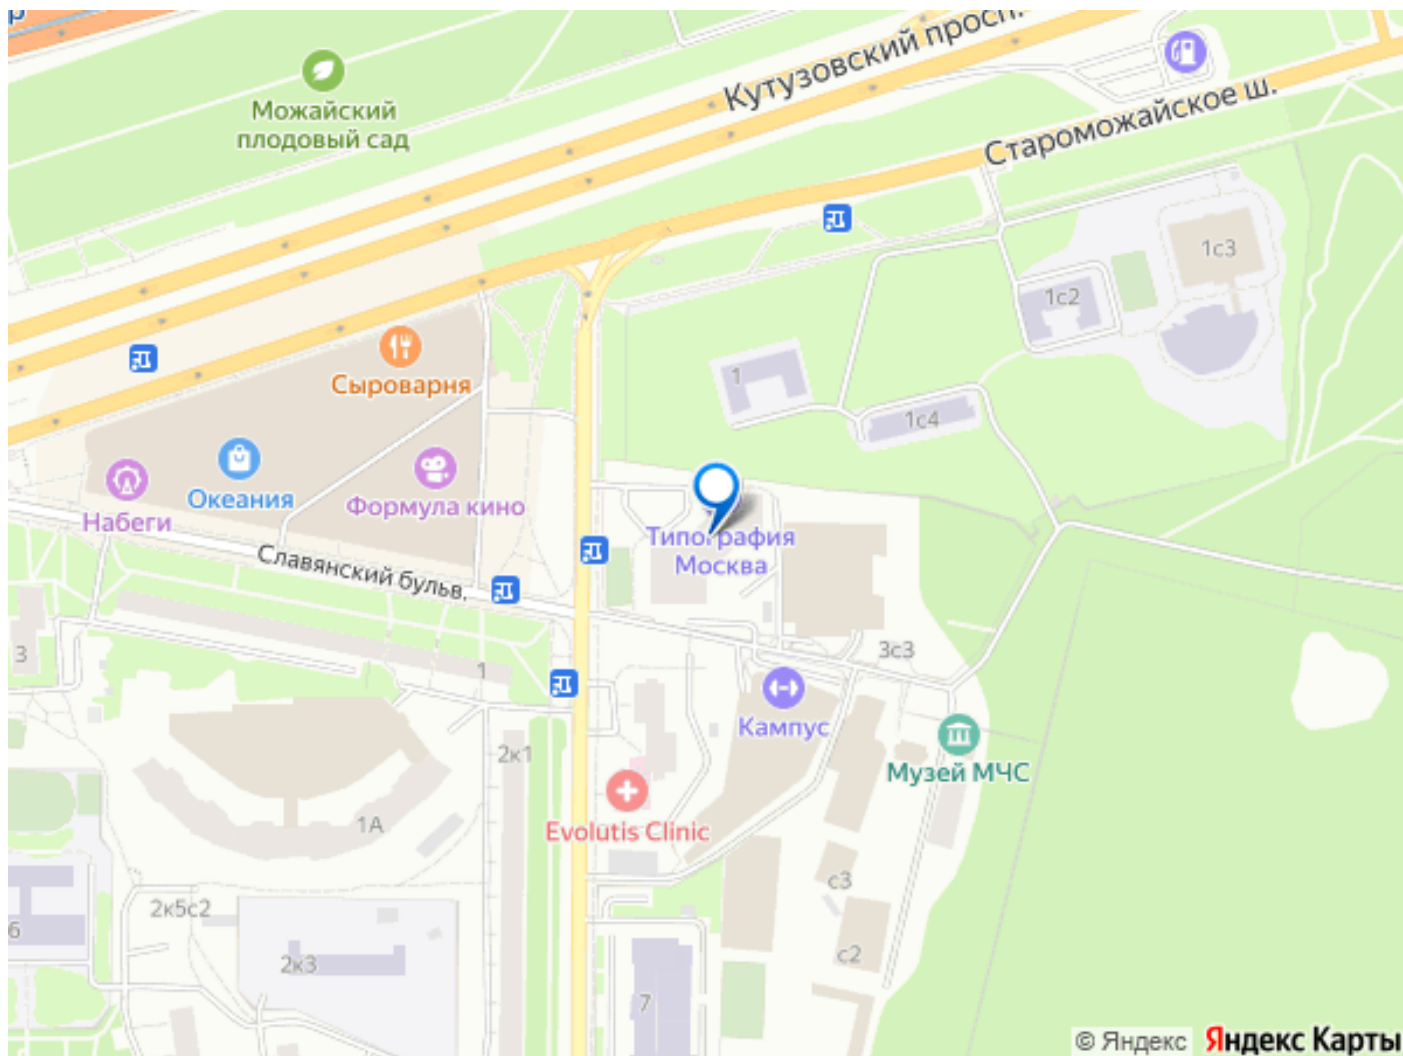 р
Кутузовский просп.
Можайский
плодовый сад
Староможайское ш.
1с3
1с2
Сыроварня
1
1с4
Океания
Формула кино
Набеги
Типография
Москва
Славянский бульв.
3
1
3с3
Кампус
2к1
Музей МЧС
1А
Evolutis Clinic
с3
2к5с2
6
с2
2к3
7
© Яндекс Яндекс Карты